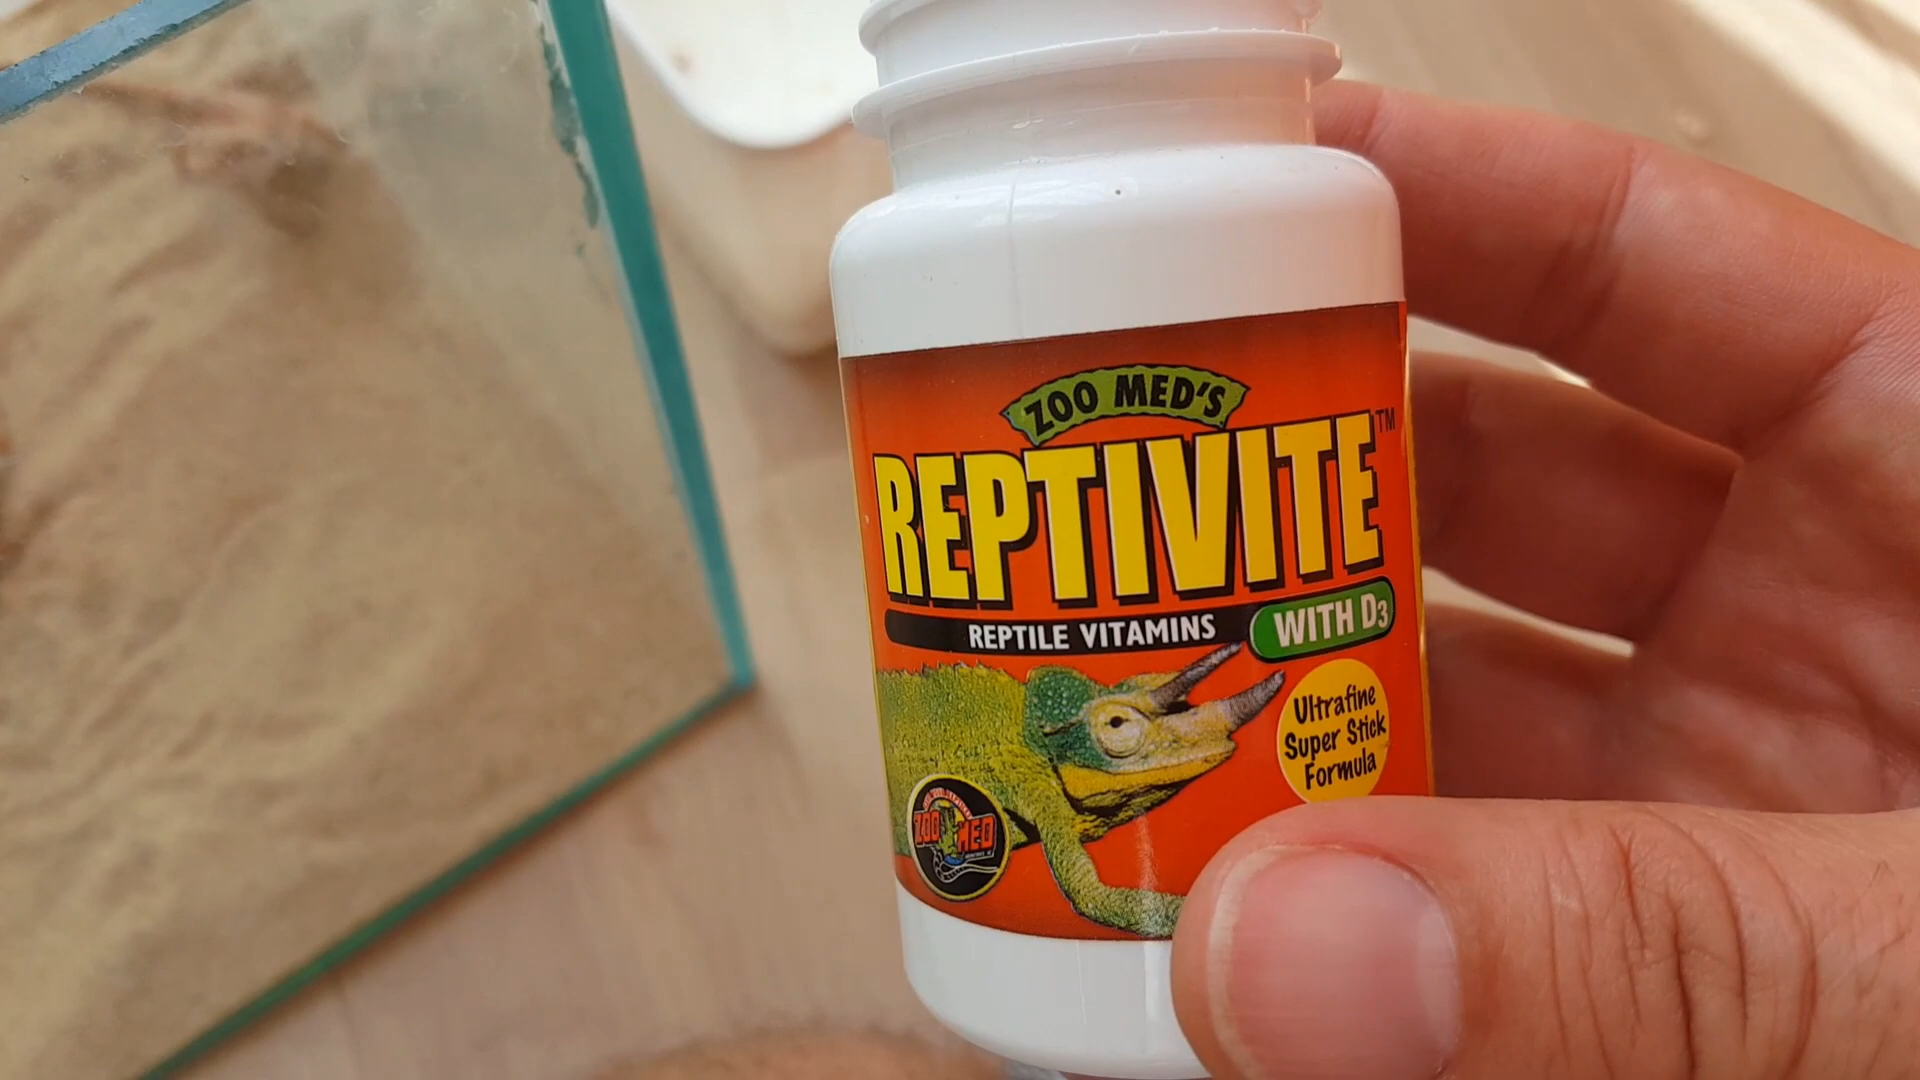 ZOO MED'S
REPTIVITE™
REPTILE VITAMINS
WITH D3
Ultrafine
Super Stick
Formula
ZOO MED